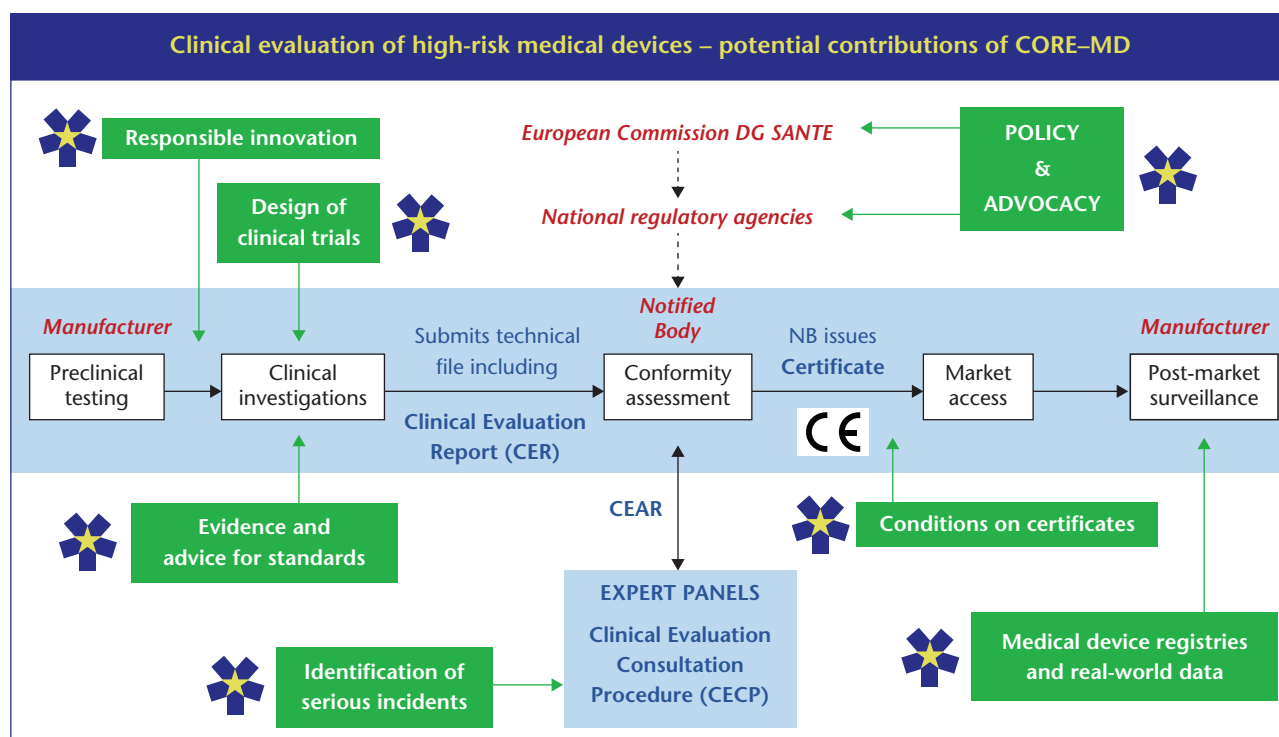 Clinical evaluation of high-risk medical devices – potential contributions of CORE–MD
Responsible innovation
European Commission DG SANTE
POLICY
&
ADVOCACY
Design of
clinical trials
National regulatory agencies
Manufacturer
Preclinical
testing
Clinical
investigations
Submits technical
file including
Clinical Evaluation
Report (CER)
Notified
Body
Conformity
assessment
NB issues
Certificate
CE
Market
access
Manufacturer
Post-market
surveillance
Evidence and
advice for standards
CEAR
Conditions on certificates
EXPERT PANELS
Clinical Evaluation
Consultation
Procedure (CECP)
Identification of
serious incidents
Medical device registries
and real-world data